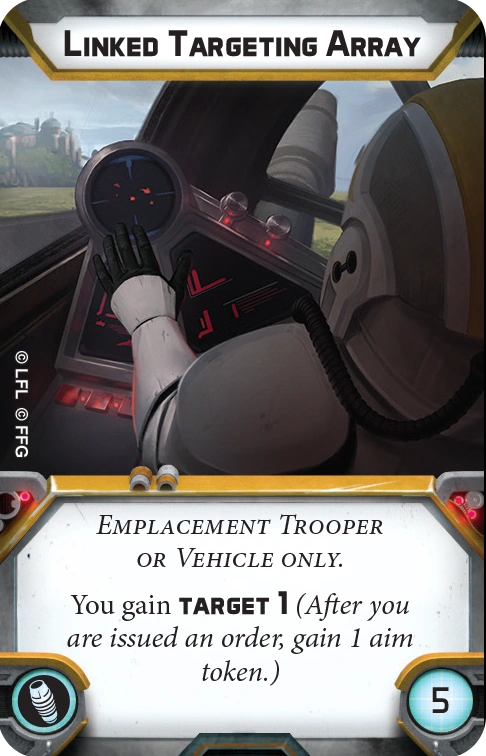 LINKED TARGETING ARRAY
© LFL © FFG
EMPLACEMENT TROOPER
OR VEHICLE ONLY.
You gain TARGET 1 (After you
are issued an order, gain 1 aim
token.)
5